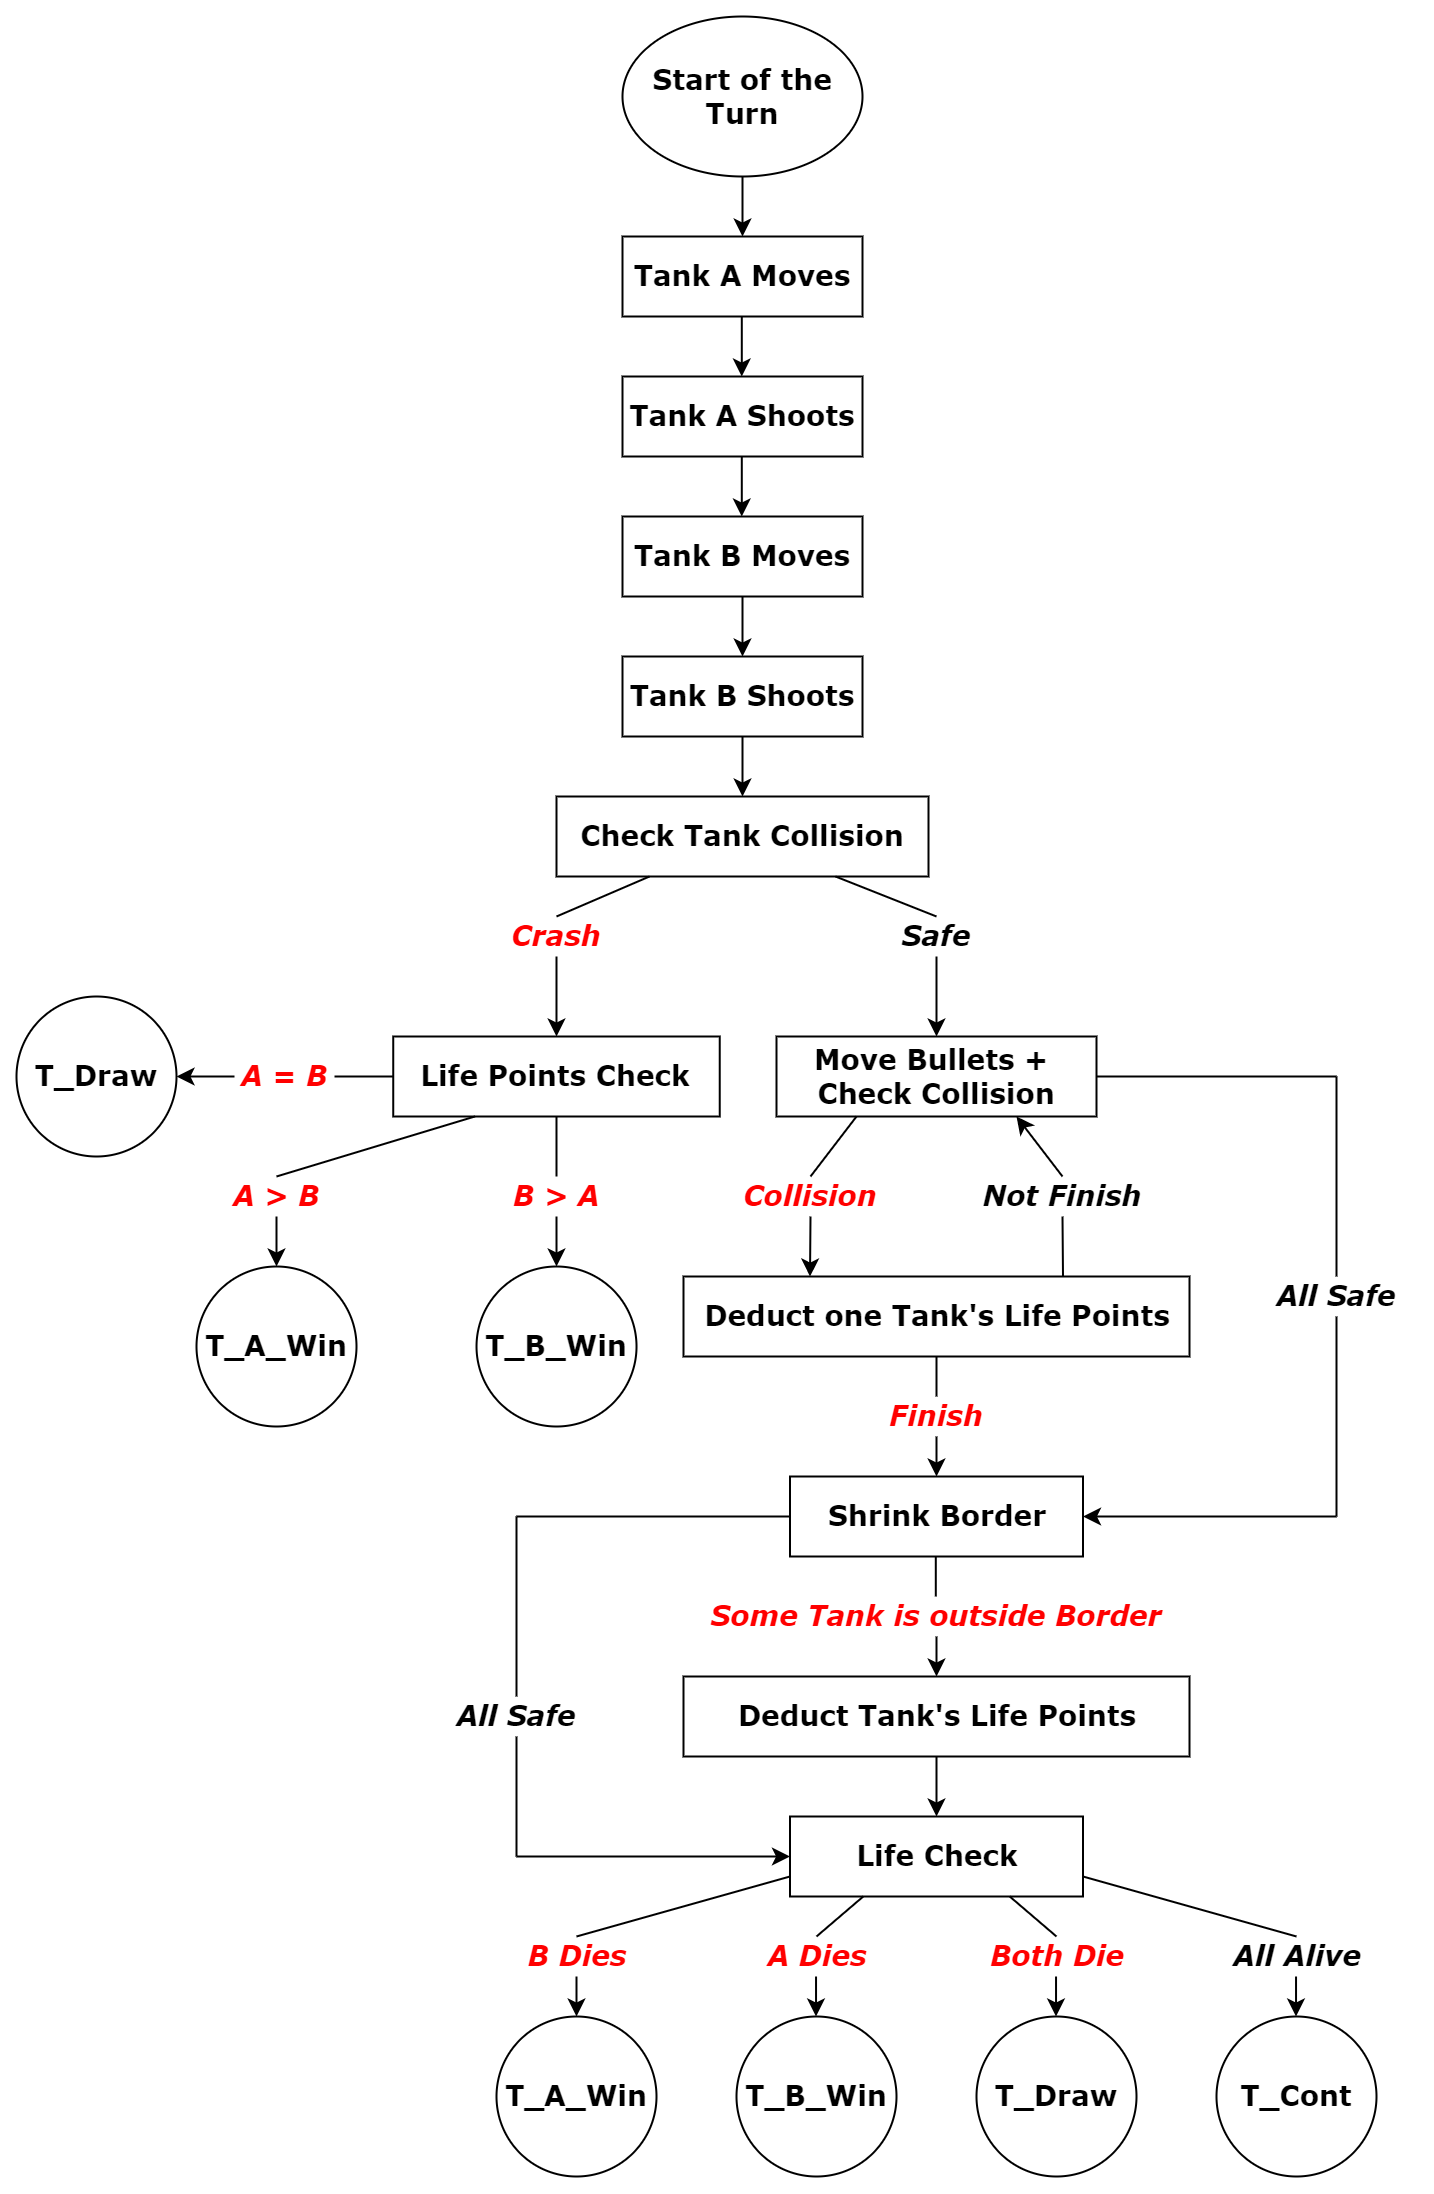 Start of the
Turn
Tank A Moves
Tank A Shoots
Tank B Moves
Tank B Shoots
Check Tank Collision
Crash
Safe
T_Draw
A = B
Life Points Check
Move Bullets +
Check Collision
A > B
B > A
Collision
Not Finish
All Safe
T_A_Win
T_B_Win
Deduct one Tank's Life Points
Finish
Shrink Border
Some Tank is outside Border
All Safe
Deduct Tank's Life Points
Life Check
B Dies
A Dies
Both Die
All Alive
T_A_Win
T_B_Win
T_Draw
T_Cont